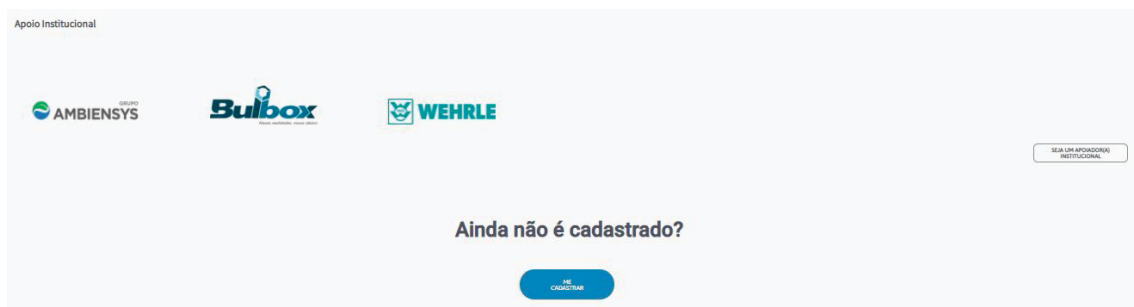 Apoio Institucional
GRUPO
AMBIENSYS
Bulbox
WEHRLE
SEJA UM APOIADOR(A)
INSTITUCIONAL
Ainda não é cadastrado?
ME
CADASTRAR